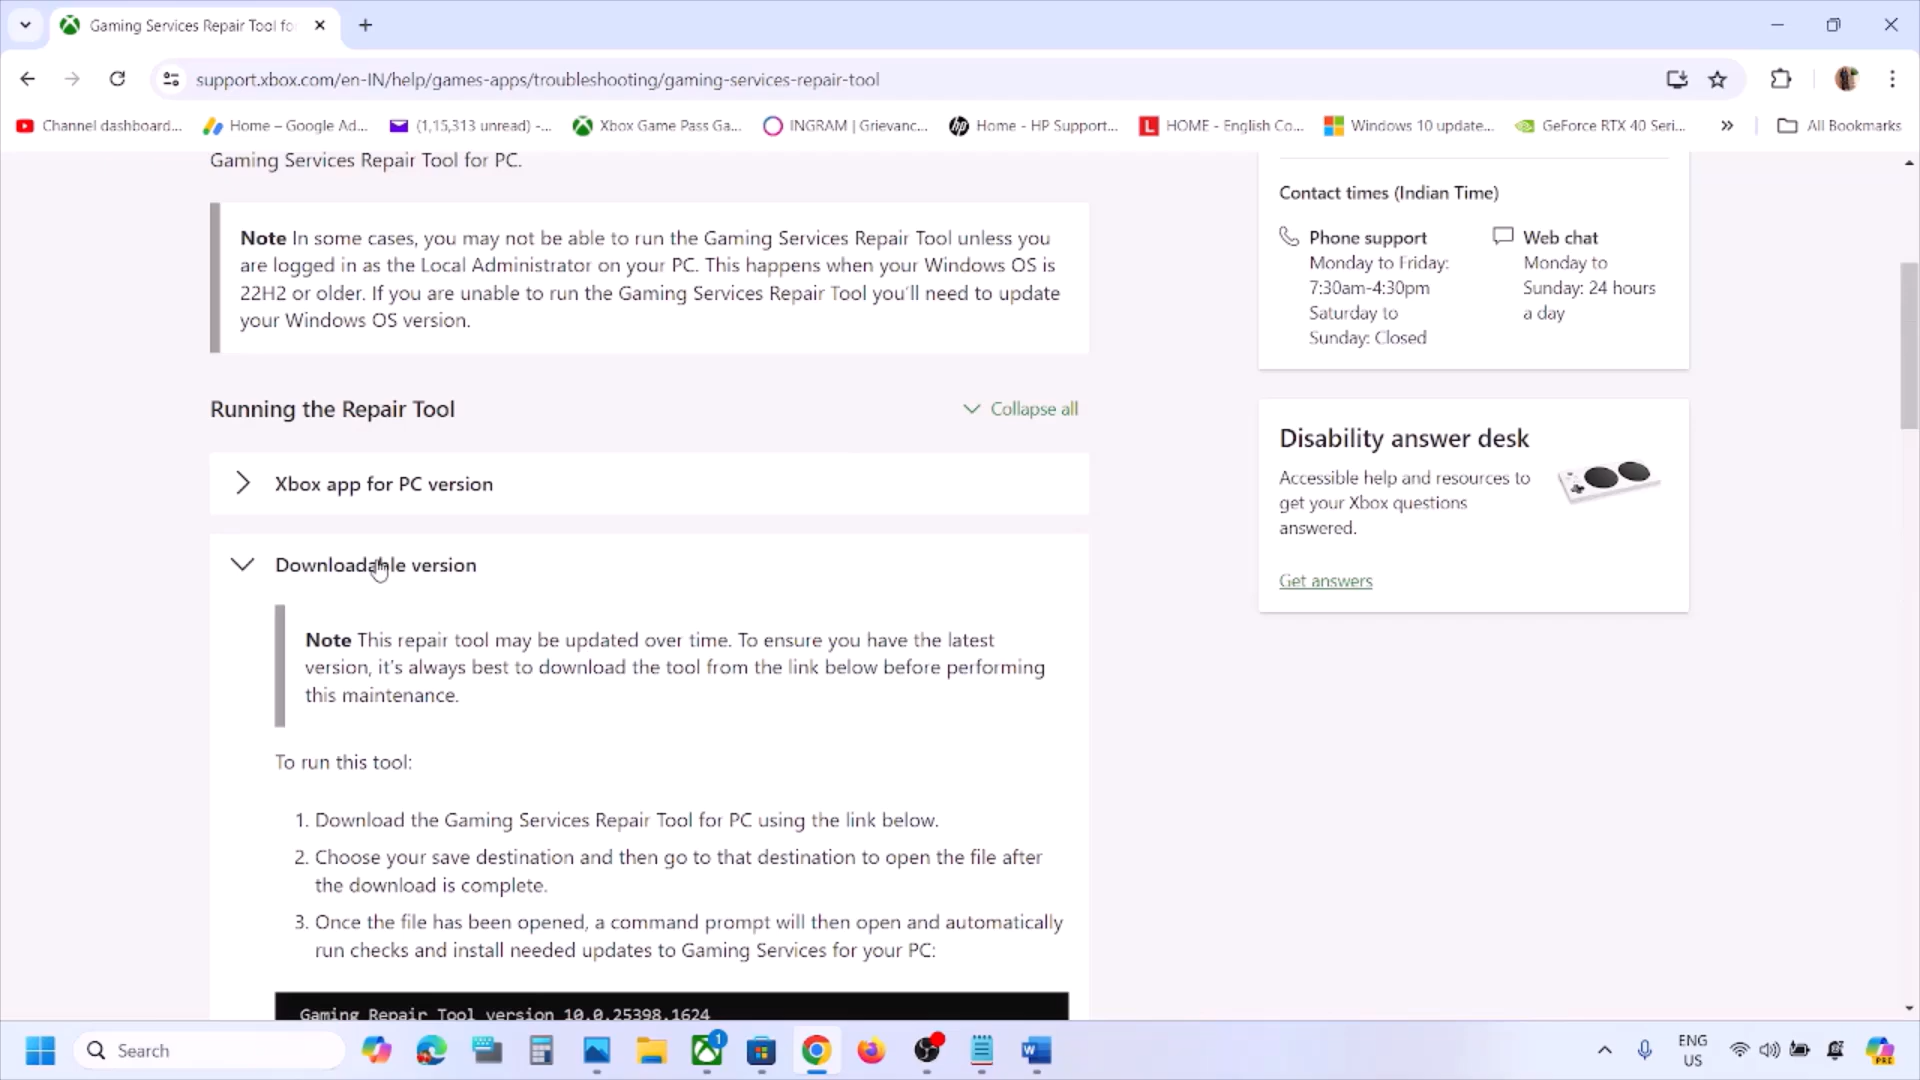 Gaming Services Repair Tool fo
support.xbox.com/en-IN/help/games-apps/troubleshooting/gaming-services-repair-tool
Channel dashboard...
Home – Google Ad...
(1,15,313 unread) -...
Xbox Game Pass Ga...
INGRAM | Grievanc...
Home - HP Support...
HOME - English Co...
Windows 10 update...
GeForce RTX 40 Seri...
All Bookmarks
Gaming Services Repair Tool for PC.
Note In some cases, you may not be able to run the Gaming Services Repair Tool unless you
are logged in as the Local Administrator on your PC. This happens when your Windows OS is
22H2 or older. If you are unable to run the Gaming Services Repair Tool you'll need to update
your Windows OS version.
Running the Repair Tool
Collapse all
Xbox app for PC version
Downloadable version
Note This repair tool may be updated over time. To ensure you have the latest
version, it's always best to download the tool from the link below before performing
this maintenance.
To run this tool:
1. Download the Gaming Services Repair Tool for PC using the link below.
2. Choose your save destination and then go to that destination to open the file after
the download is complete.
3. Once the file has been opened, a command prompt will then open and automatically
run checks and install needed updates to Gaming Services for your PC:
Gaming Repair Tool version 10.0.25398.1624
Contact times (Indian Time)
Phone support
Monday to Friday:
7:30am-4:30pm
Saturday to
Sunday: Closed
Web chat
Monday to
Sunday: 24 hours
a day
Disability answer desk
Accessible help and resources to
get your Xbox questions
answered.
Get answers
Search
1
ENG
US